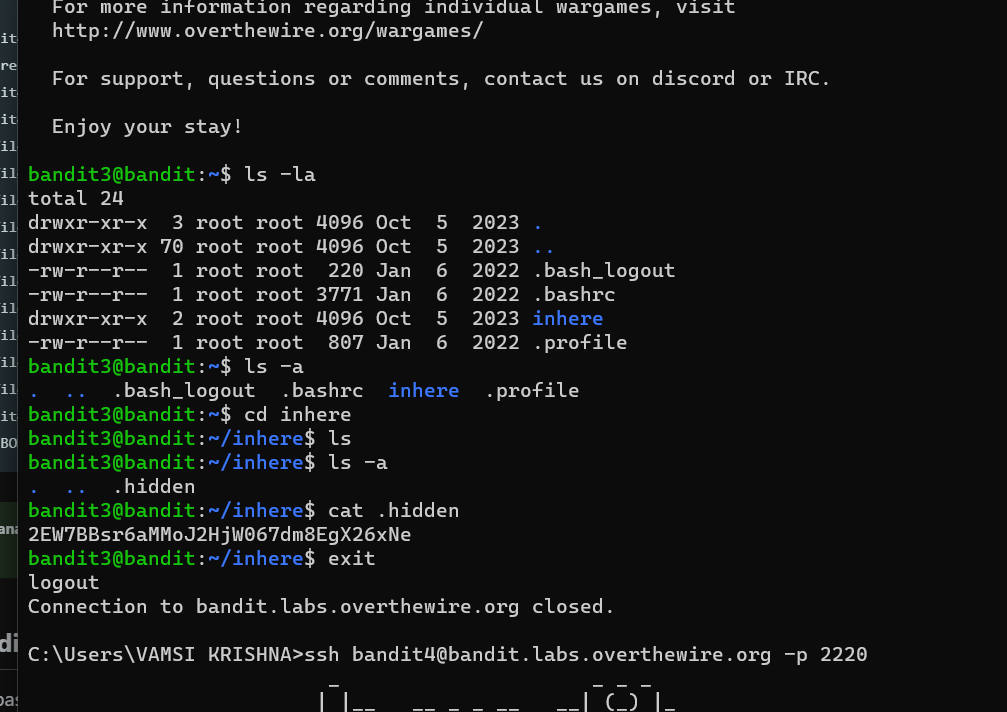 For more information regarding individual wargames, visit
http://www.overthewire.org/wargames/
For support, questions or comments, contact us on discord or IRC.
Enjoy your stay!
bandit3@bandit:~$ ls -la
total 24
drwxr-xr-x  3 root root 4096 Oct  5  2023 .
drwxr-xr-x 70 root root 4096 Oct  5  2023 ..
-rw-r--r--  1 root root  220 Jan  6  2022 .bash_logout
-rw-r--r--  1 root root 3771 Jan  6  2022 .bashrc
drwxr-xr-x  2 root root 4096 Oct  5  2023 inhere
-rw-r--r--  1 root root  807 Jan  6  2022 .profile
bandit3@bandit:~$ ls -a
.  ..  .bash_logout  .bashrc  inhere  .profile
bandit3@bandit:~$ cd inhere
bandit3@bandit:~/inhere$ ls
bandit3@bandit:~/inhere$ ls -a
.  ..  .hidden
bandit3@bandit:~/inhere$ cat .hidden
2EW7BBsr6aMMoJ2HjW067dm8EgX26xNe
bandit3@bandit:~/inhere$ exit
logout
Connection to bandit.labs.overthewire.org closed.
C:\Users\VAMSI KRISHNA>ssh bandit4@bandit.labs.overthewire.org -p 2220